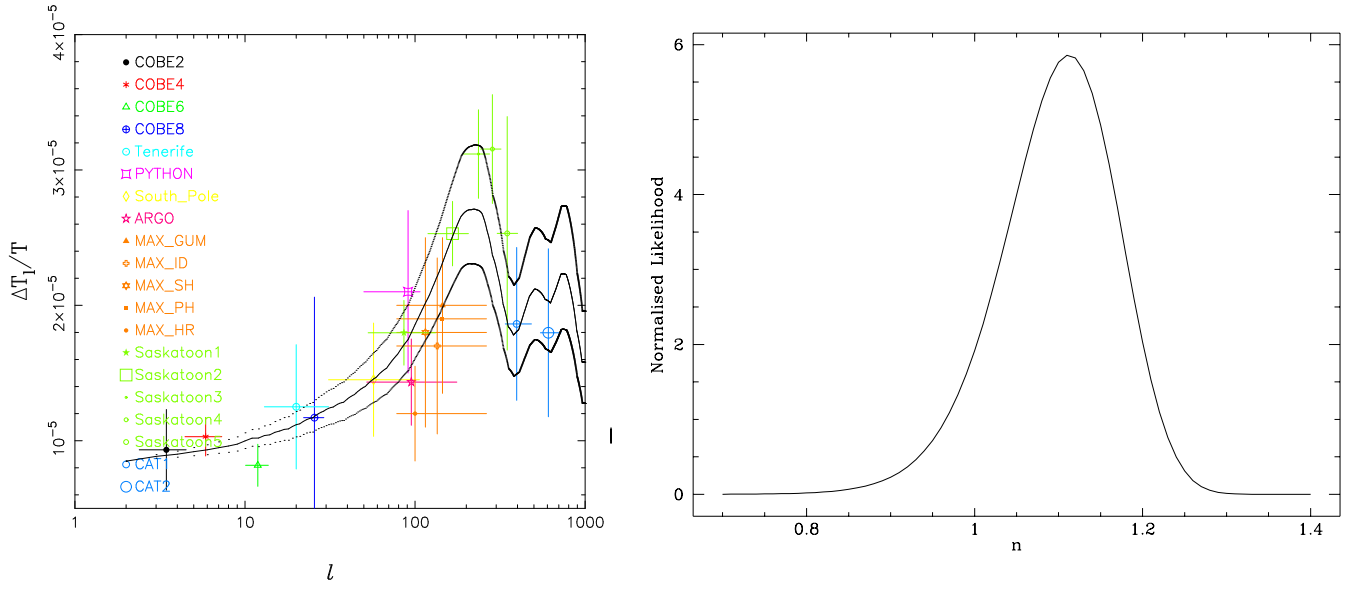 4×10⁻⁵
3×10⁻⁵
2×10⁻⁵
10⁻⁵
ΔT_l/T
COBE2
COBE4
COBE6
COBE8
Tenerife
PYTHON
South_Pole
ARGO
MAX_GUM
MAX_ID
MAX_SH
MAX_PH
MAX_HR
Saskatoon1
Saskatoon2
Saskatoon3
Saskatoon4
Saskatoon5
CAT1
CAT2
1 10 100 1000
l
Normalised Likelihood
6
4
2
0
0.8 1 1.2 1.4
n